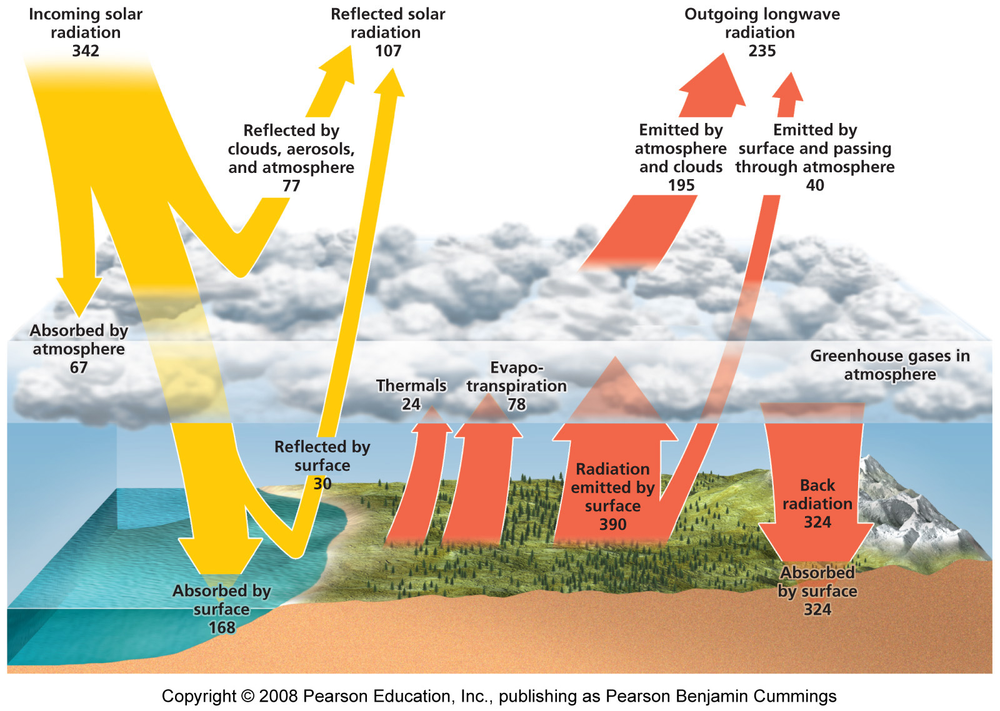 Incoming solar
radiation
342
Reflected solar
radiation
107
Outgoing longwave
radiation
235
Reflected by
clouds, aerosols,
and atmosphere
77
Emitted by
atmosphere
and clouds
195
Emitted by
surface and passing
through atmosphere
40
Absorbed by
atmosphere
67
Thermals
24
Evapo-
transpiration
78
Greenhouse gases in
atmosphere
Reflected by
surface
30
Radiation
emitted by
surface
390
Back
radiation
324
Absorbed by
surface
168
Absorbed
by surface
324
Copyright © 2008 Pearson Education, Inc., publishing as Pearson Benjamin Cummings